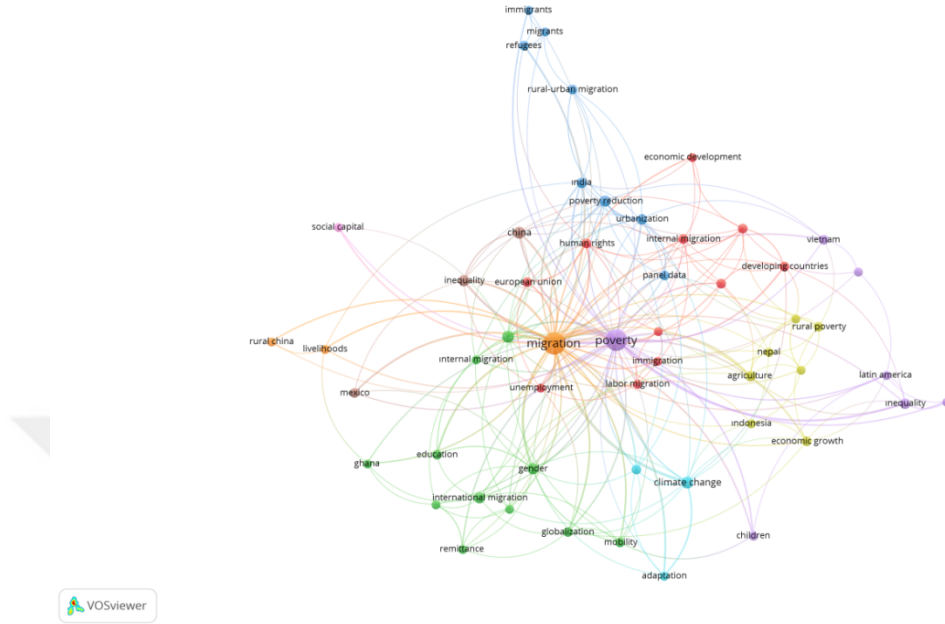 immigrants
migrants
refugees
rural-urban migration
economic development
india
poverty reduction
urbanization
social capital
china
human rights
internal migration
vietnam
inequality
european union
panel data
developing countries
rural poverty
rural china
livelihoods
migration
poverty
internal migration
immigration
nepal
mexico
unemployment
labor migration
agriculture
latin america
inequality
indonesia
economic growth
ghana
education
gender
climate change
international migration
globalization
mobility
children
remittance
adaptation
VOSviewer